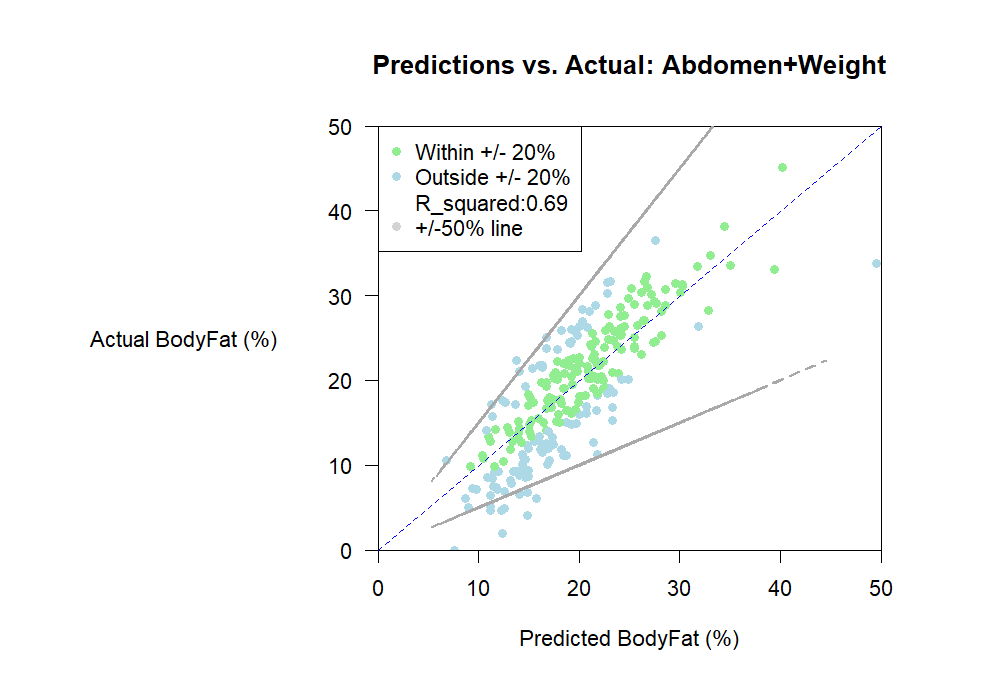 Predictions vs. Actual: Abdomen+Weight
50
40
30
20
10
0
Within +/- 20%
Outside +/- 20%
R_squared:0.69
+/-50% line
Actual BodyFat (%)
0 10 20 30 40 50
Predicted BodyFat (%)